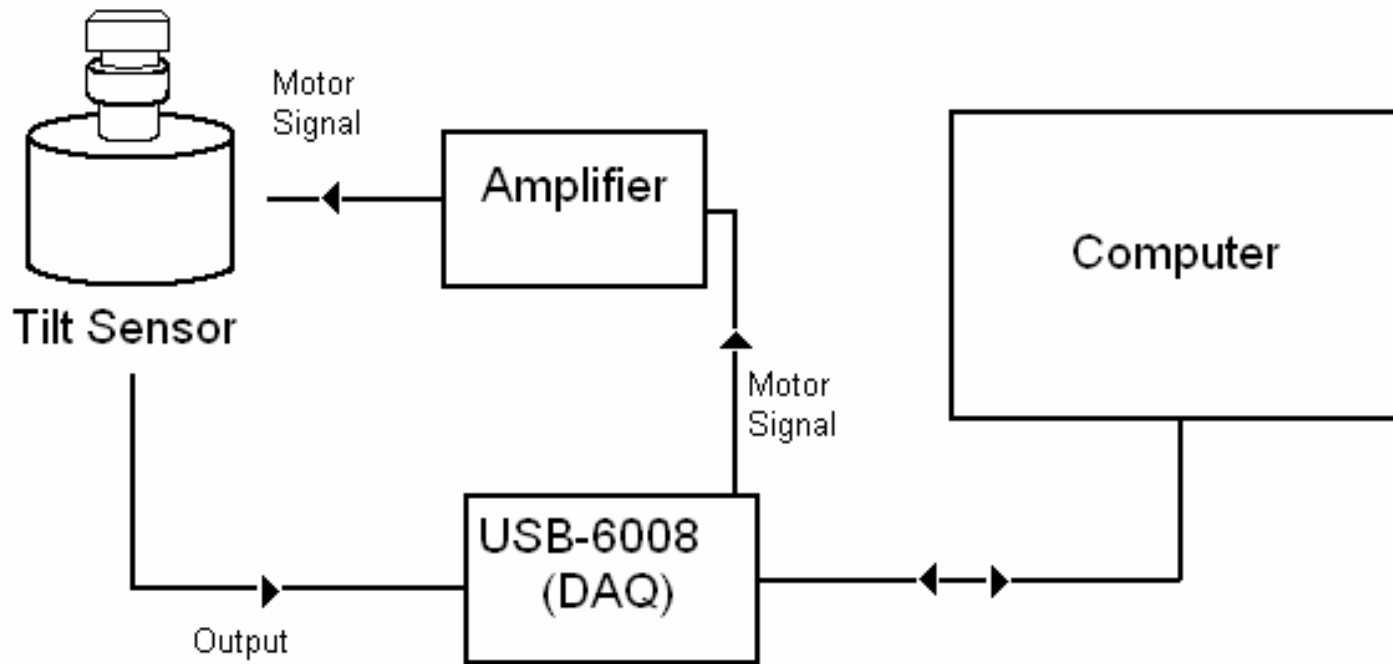 Motor
Signal
Amplifier
Computer
Tilt Sensor
Motor
Signal
USB-6008
(DAQ)
Output